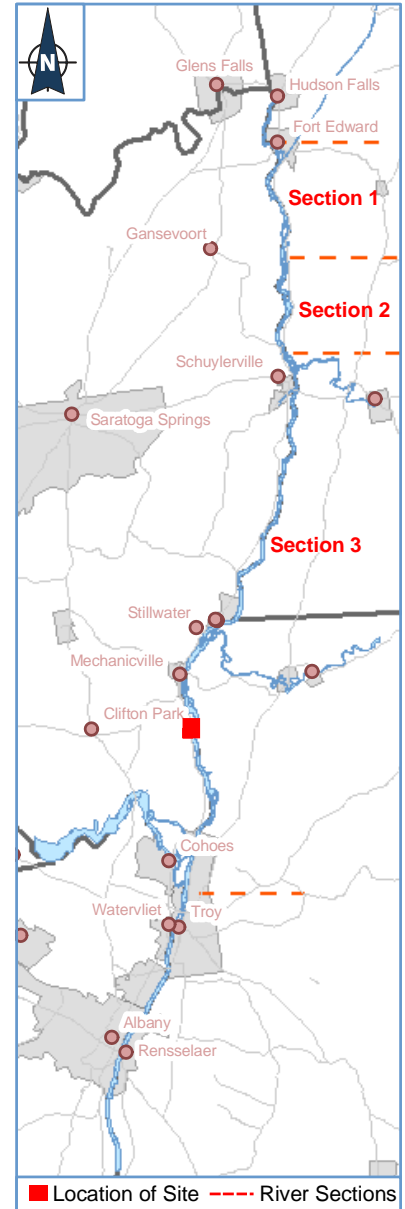 N
Glens Falls
Hudson Falls
Fort Edward
Section 1
Gansevoort
Section 2
Schuylerville
Saratoga Springs
Section 3
Stillwater
Mechanicville
Clifton Park
Cohoes
Watervliet
Troy
Albany
Rensselaer
Location of Site
River Sections